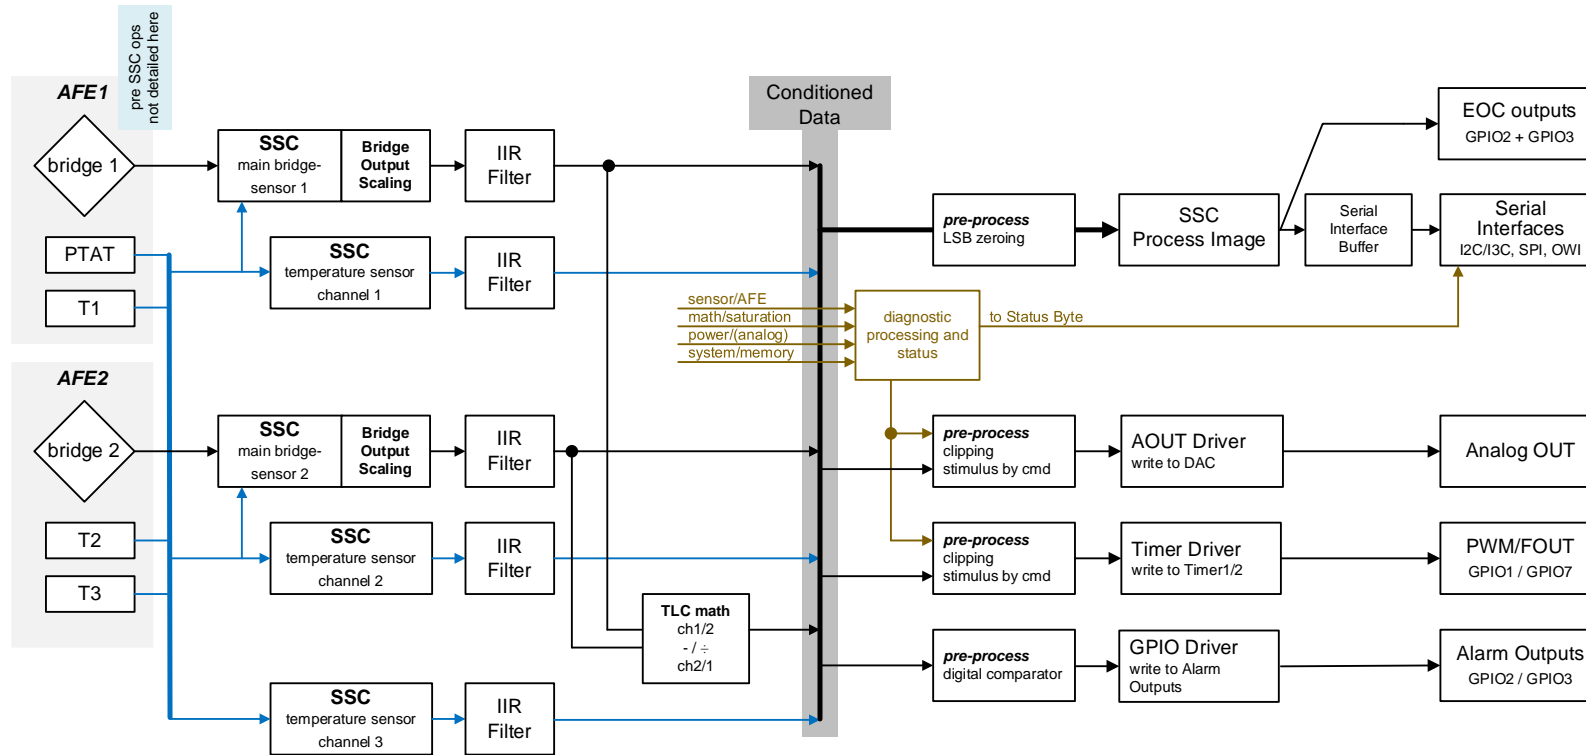 pre SSC ops
not detailed here
AFE1
bridge 1
PTAT
T1
AFE2
bridge 2
T2
T3
SSC
main bridge-
sensor 1
Bridge
Output
Scaling
IIR
Filter
SSC
temperature sensor
channel 1
IIR
Filter
SSC
main bridge-
sensor 2
Bridge
Output
Scaling
IIR
Filter
SSC
temperature sensor
channel 2
IIR
Filter
TLC math
ch1/2
- / ÷
ch2/1
SSC
temperature sensor
channel 3
IIR
Filter
Conditioned
Data
sensor/AFE
math/saturation
power/(analog)
system/memory
diagnostic
processing and
status
to Status Byte
pre-process
LSB zeroing
SSC
Process Image
Serial
Interface
Buffer
EOC outputs
GPIO2 + GPIO3
Serial
Interfaces
I2C/I3C, SPI, OWI
pre-process
clipping
stimulus by cmd
AOUT Driver
write to DAC
Analog OUT
pre-process
clipping
stimulus by cmd
Timer Driver
write to Timer1/2
PWM/FOUT
GPIO1 / GPIO7
pre-process
digital comparator
GPIO Driver
write to Alarm
Outputs
Alarm Outputs
GPIO2 / GPIO3